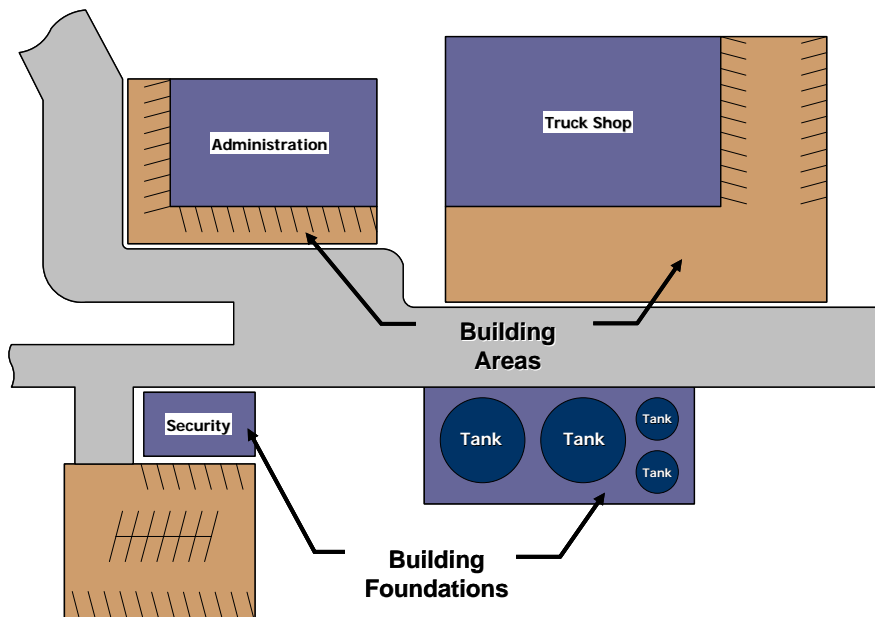 Truck Shop
Administration
Building
Areas
Security
Tank
Tank
Tank
Tank
Building
Foundations